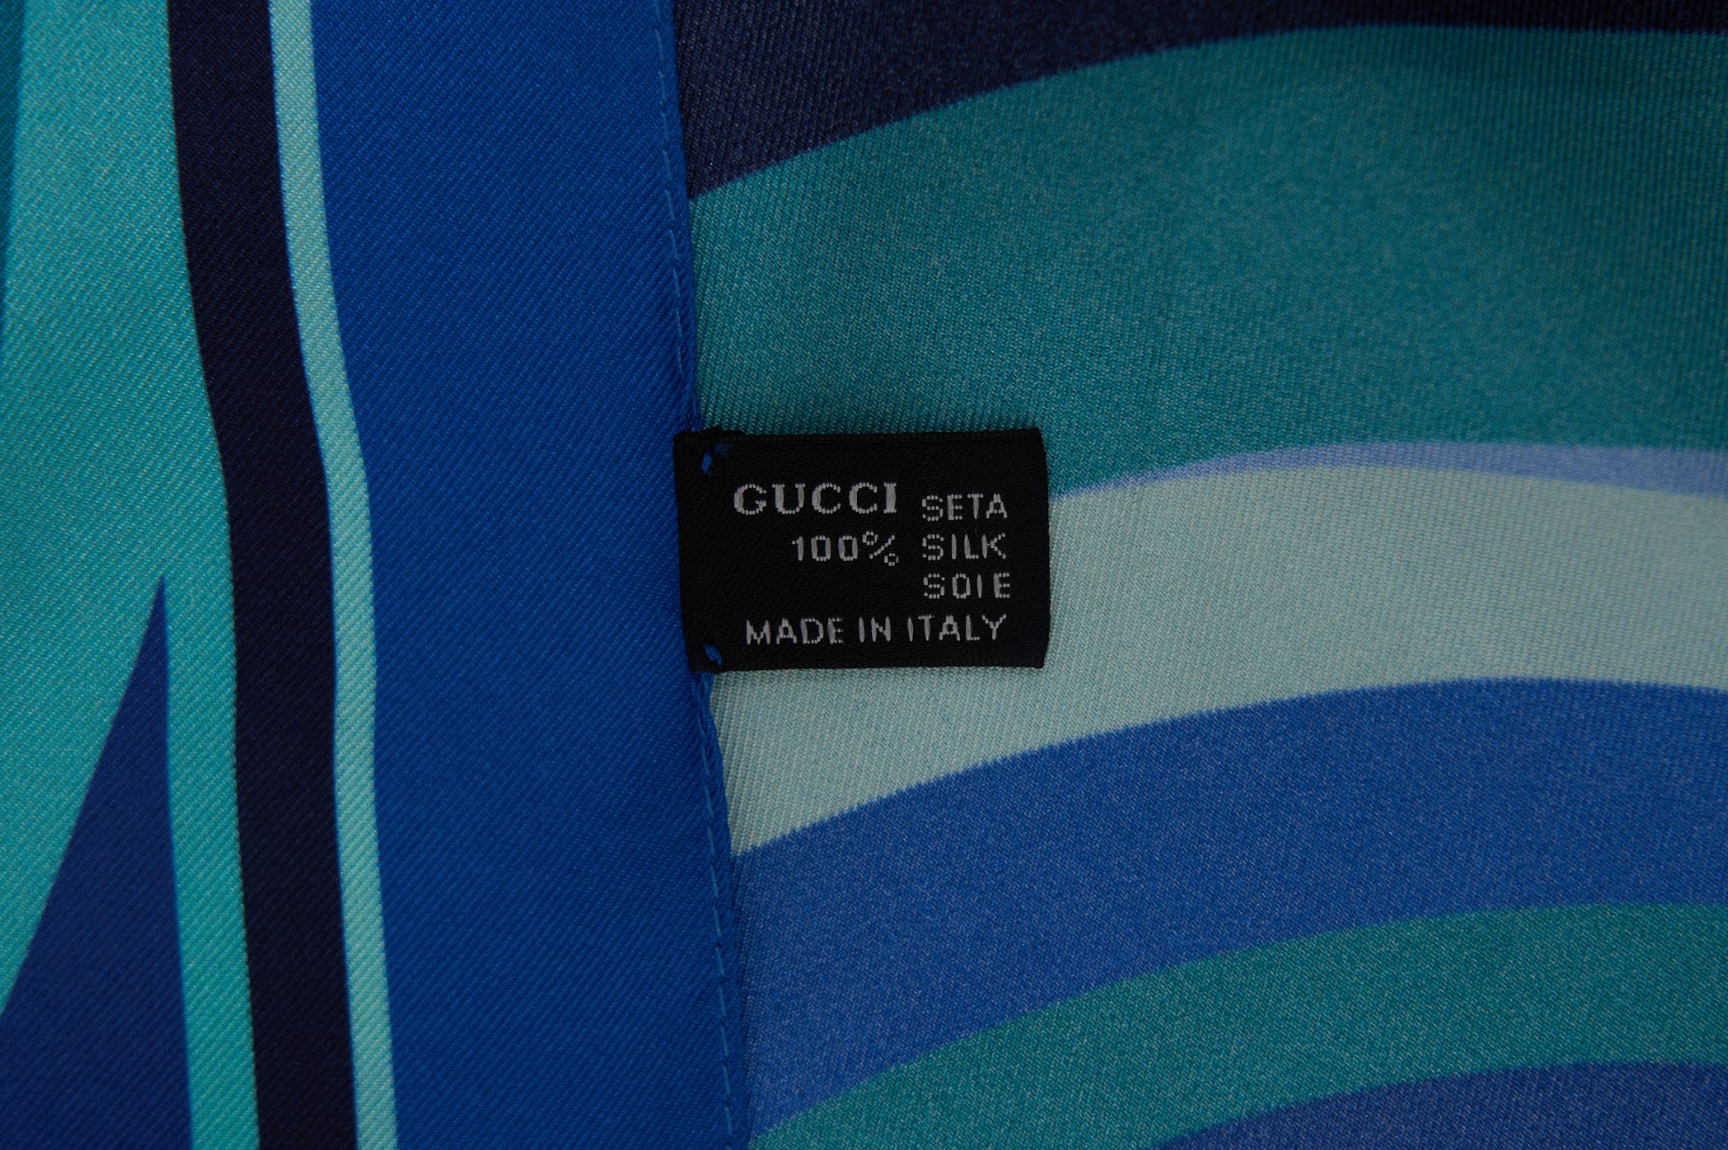 GUCCI SETA
100% SILK
SOIE
MADE IN ITALY